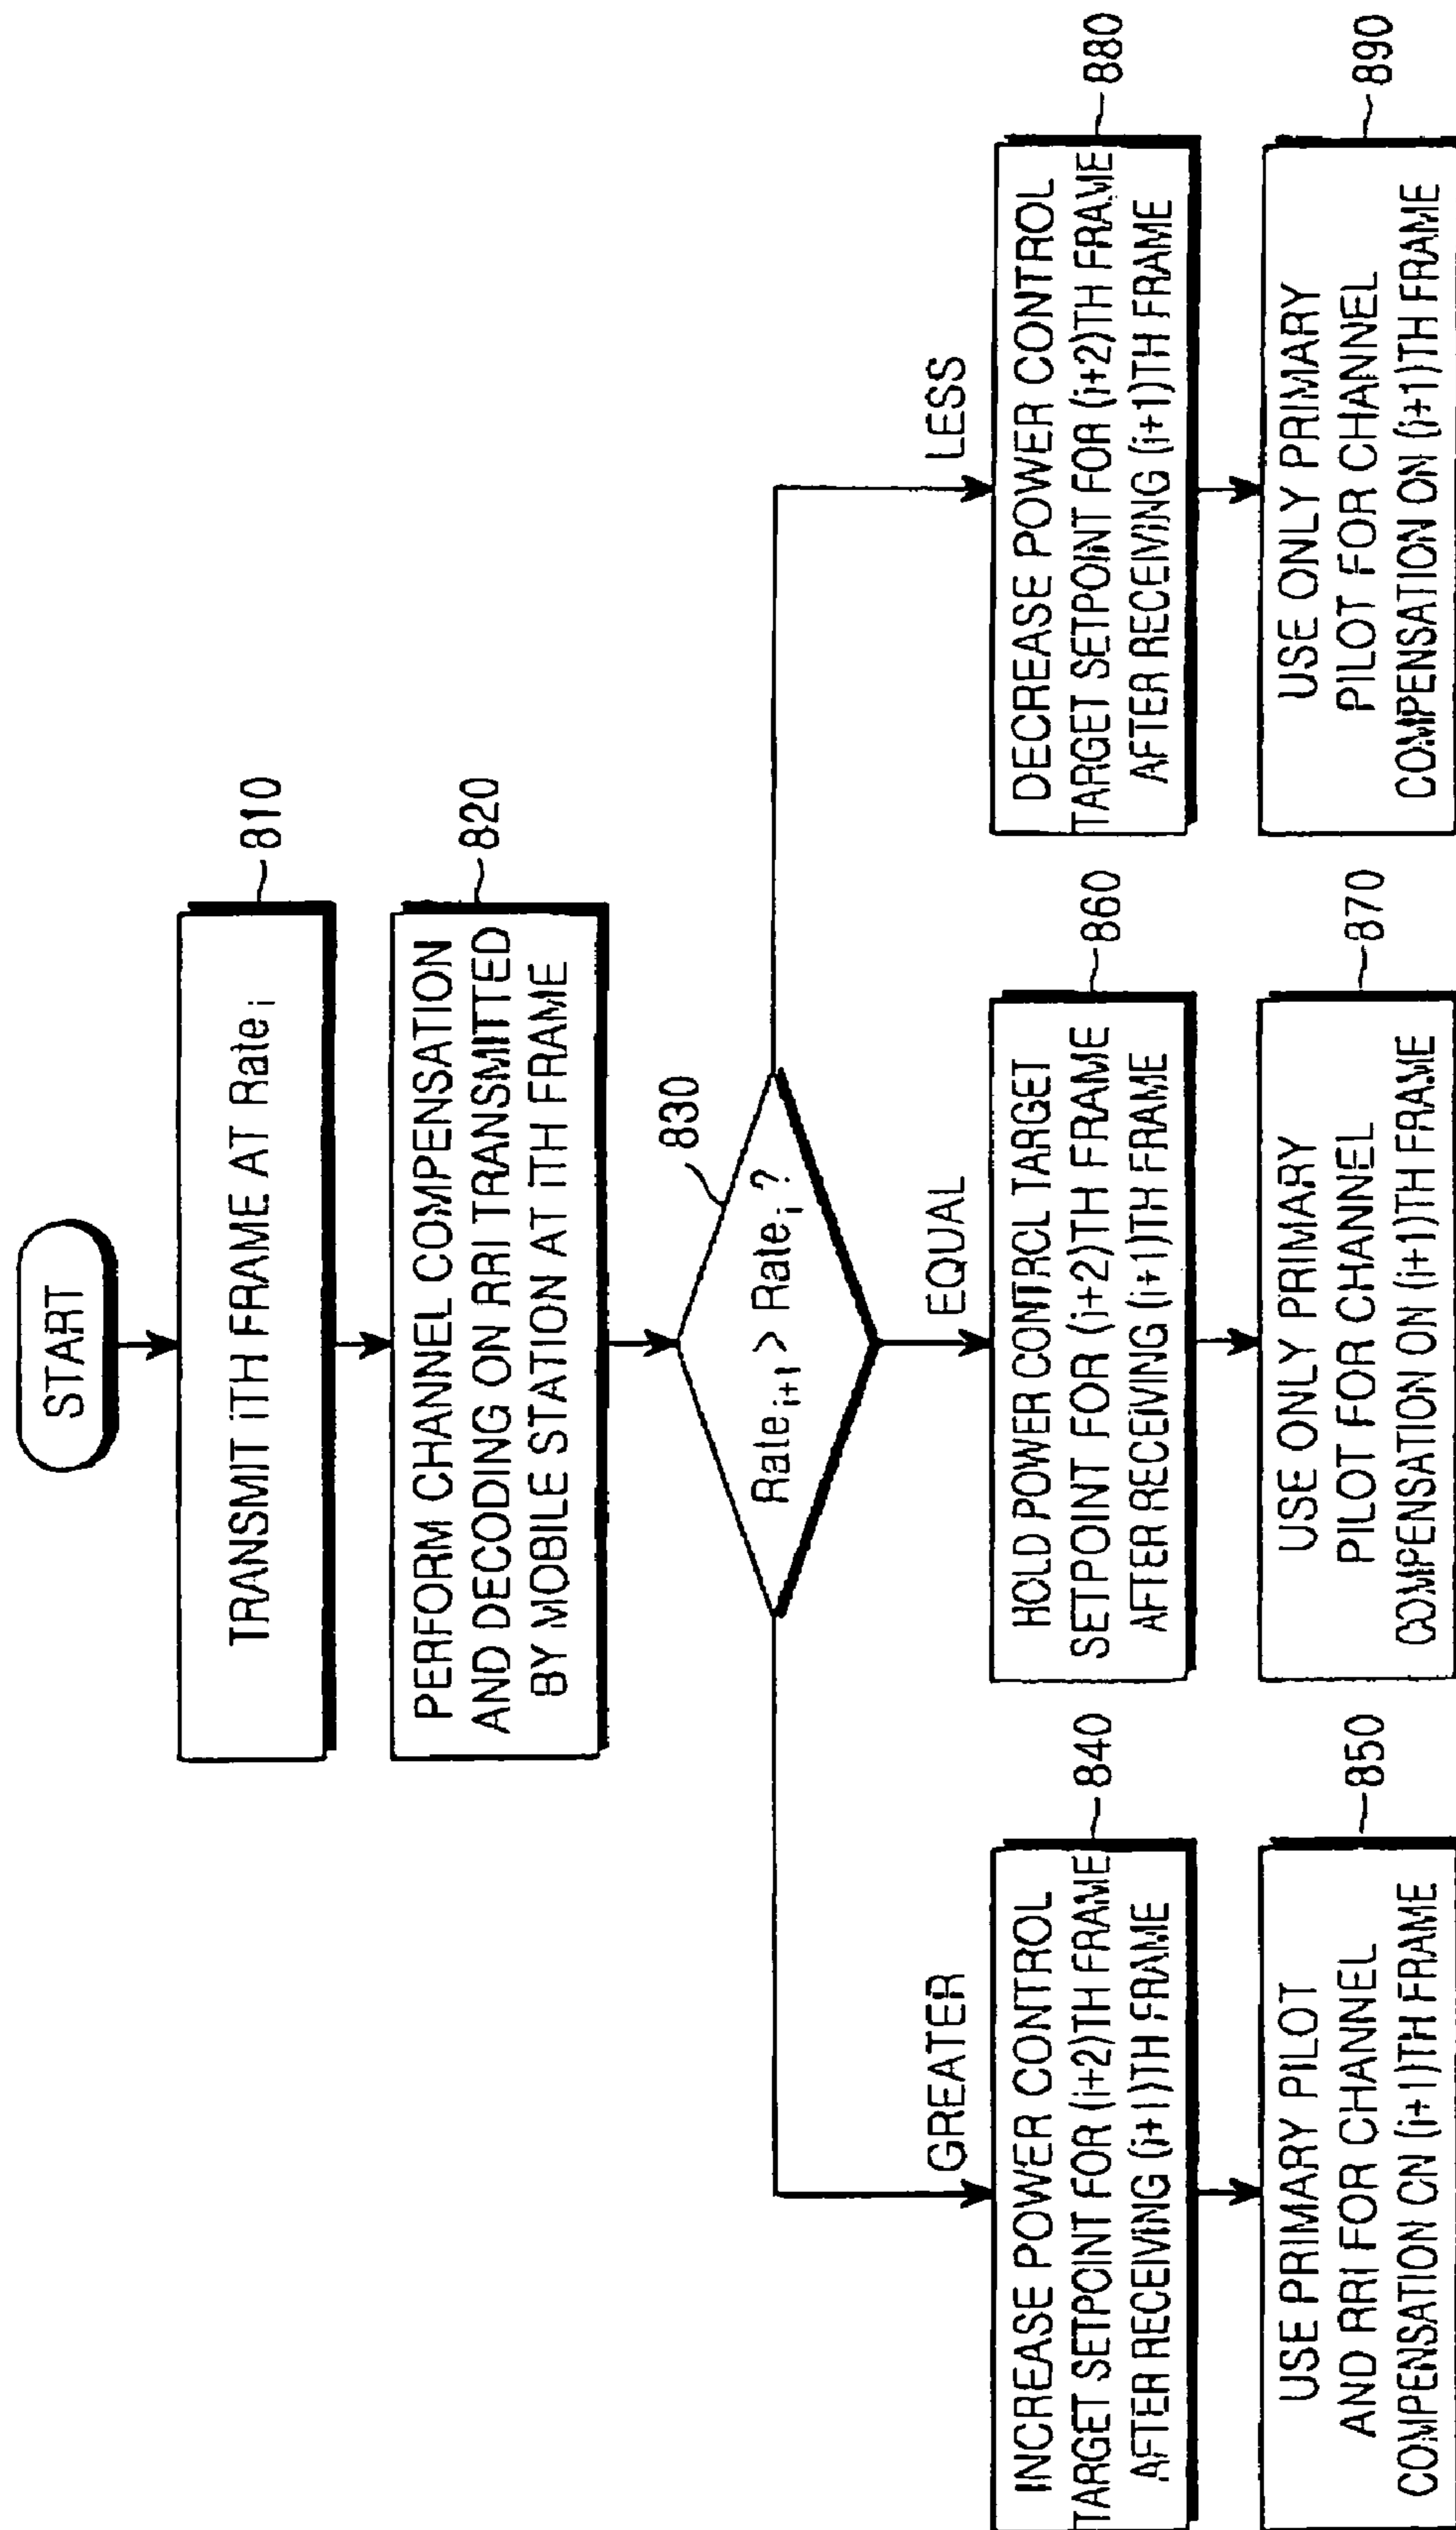 START
TRANSMIT iTH FRAME AT Rate i
810
PERFORM CHANNEL COMPENSATION
AND DECODING ON RRI TRANSMITTED
BY MOBILE STATION AT iTH FRAME
820
830
Rate i+1 > Rate i ?
GREATER
EQUAL
LESS
INCREASE POWER CONTROL
TARGET SETPOINT FOR (i+2)TH FRAME
AFTER RECEIVING (i+1)TH FRAME
840
HOLD POWER CONTROL TARGET
SETPOINT FOR (i+2)TH FRAME
AFTER RECEIVING (i+1)TH FRAME
860
DECREASE POWER CONTROL
TARGET SETPOINT FOR (i+2)TH FRAME
AFTER RECEIVING (i+1)TH FRAME
880
USE PRIMARY PILOT
AND RRI FOR CHANNEL
COMPENSATION CN (i+1)TH FRAME
850
USE ONLY PRIMARY
PILOT FOR CHANNEL
COMPENSATION ON (i+1)TH FRAME
870
USE ONLY PRIMARY
PILOT FOR CHANNEL
COMPENSATION ON (i+1)TH FRAME
890